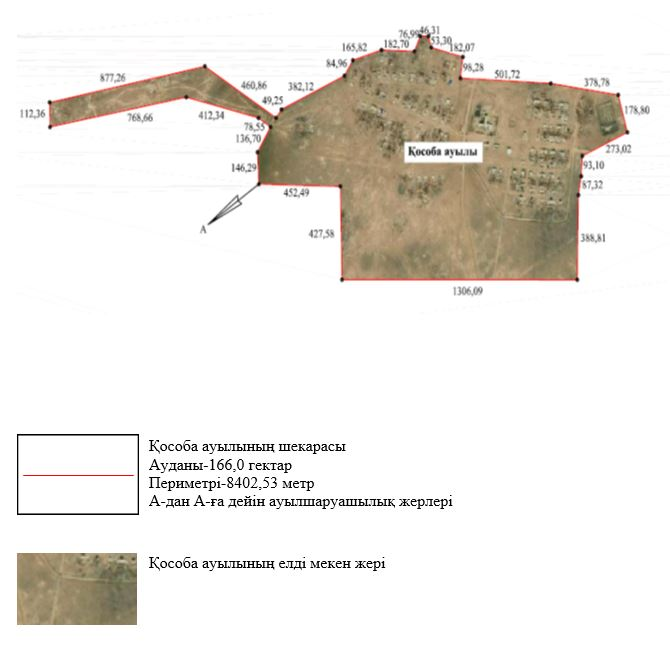 76,99 46,31
165,82 182,70 53,30
182,07
84,96 98,28
877,26 460,86 382,12 501,72 378,78
112,36 49,25 178,80
768,66 412,34 78,55
136,70 273,02
Қособа ауылы
93,10
146,29 87,32
452,49
А
427,58 388,81
1306,09
Қособа ауылының шекарасы
Ауданы-166,0 гектар
Периметрі-8402,53 метр
А-дан А-ға дейін ауылшаруашылық жерлері
Қособа ауылының елді мекен жері